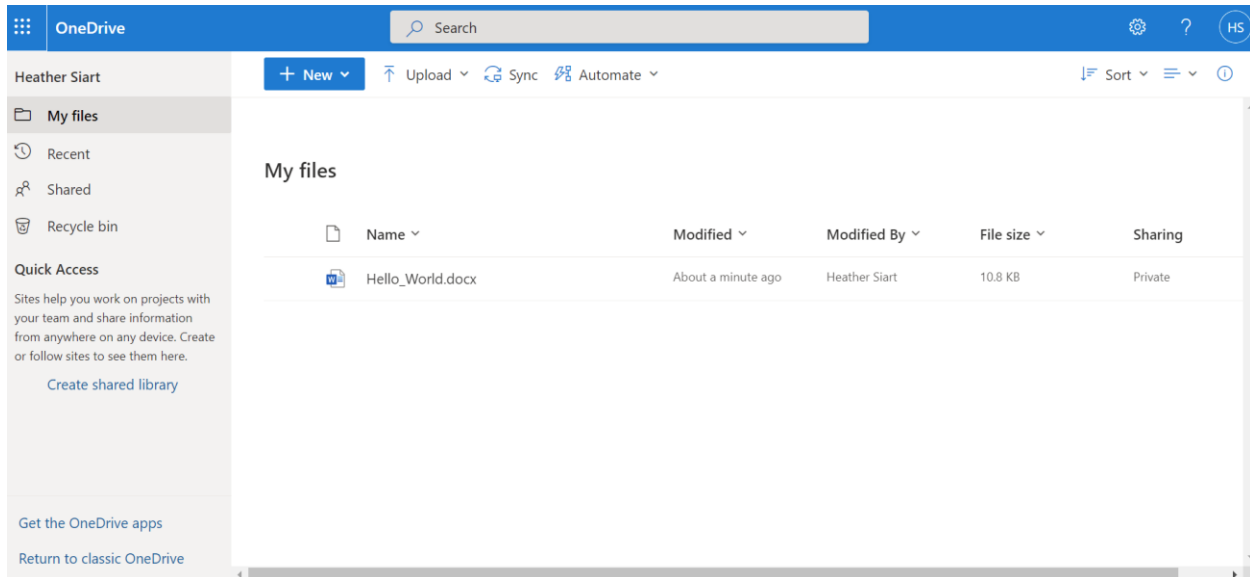 OneDrive
Search
HS
Heather Siart
My files
Recent
Shared
Recycle bin
Quick Access
Sites help you work on projects with
your team and share information
from anywhere on any device. Create
or follow sites to see them here.
Create shared library
Get the OneDrive apps
Return to classic OneDrive
+ New Upload Sync Automate Sort
My files
Name Modified Modified By File size Sharing
Hello_World.docx About a minute ago Heather Siart 10.8 KB Private